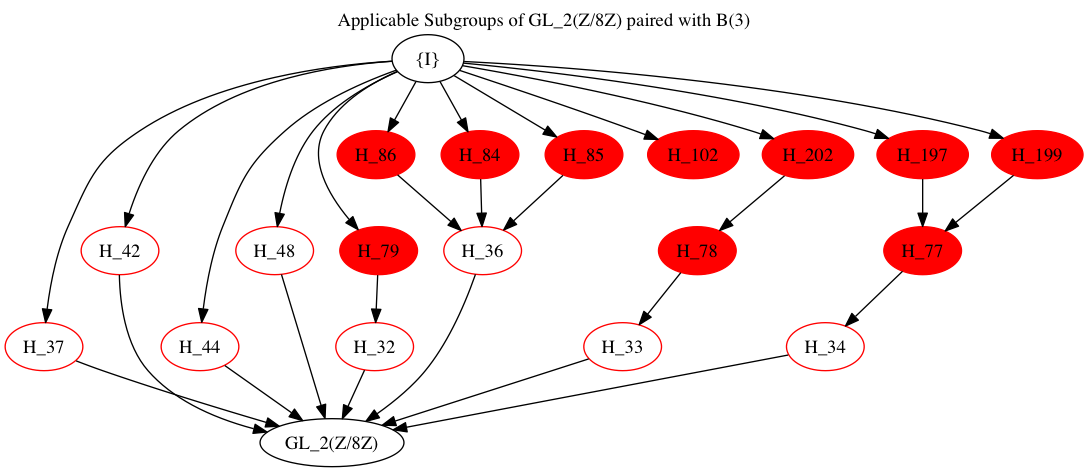 Applicable Subgroups of GL_2(Z/8Z) paired with B(3)
{I}
H_86
H_84
H_85
H_102
H_202
H_197
H_199
H_42
H_48
H_79
H_36
H_78
H_77
H_37
H_44
H_32
H_33
H_34
GL_2(Z/8Z)